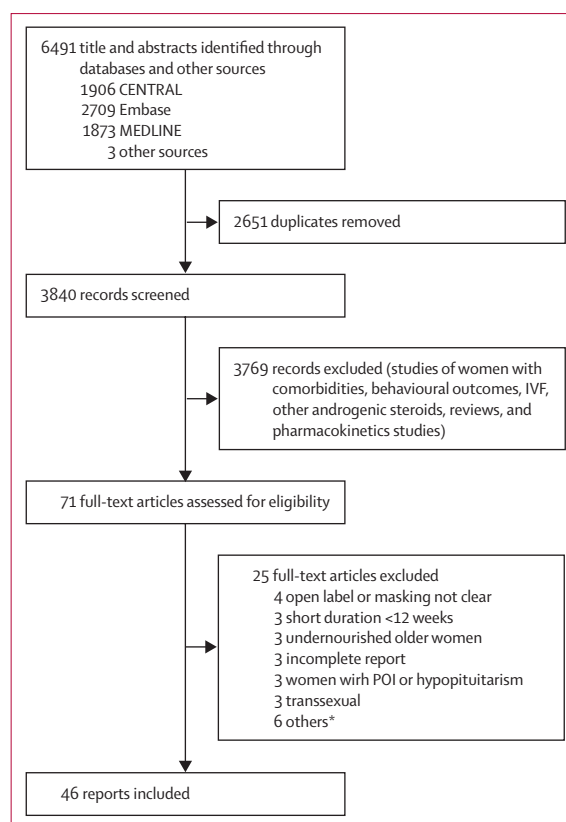 6491 title and abstracts identified through
databases and other sources
1906 CENTRAL
2709 Embase
1873 MEDLINE
3 other sources
2651 duplicates removed
3840 records screened
3769 records excluded (studies of women with
comorbidities, behavioural outcomes, IVF,
other androgenic steroids, reviews, and
pharmacokinetics studies)
71 full-text articles assessed for eligibility
25 full-text articles excluded
4 open label or masking not clear
3 short duration <12 weeks
3 undernourished older women
3 incomplete report
3 women wirh POI or hypopituitarism
3 transsexual
6 others*
46 reports included